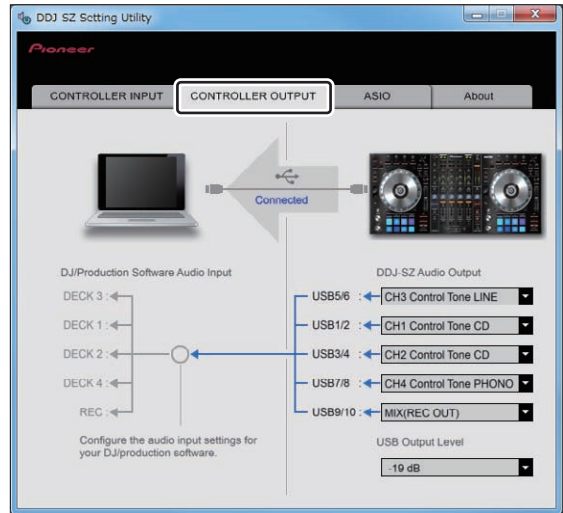 DDJ SZ Setting Utility
Pioneer
CONTROLLER INPUT
CONTROLLER OUTPUT
ASIO
About
Connected
DJ/Production Software Audio Input
DDJ-SZ Audio Output
DECK 3 :
USB5/6 :
CH3 Control Tone LINE
DECK 1 :
USB1/2 :
CH1 Control Tone CD
DECK 2 :
USB3/4 :
CH2 Control Tone CD
DECK 4 :
USB7/8 :
CH4 Control Tone PHONO
REC :
USB9/10 :
MIX(REC OUT)
Configure the audio input settings for
your DJ/production software.
USB Output Level
-19 dB